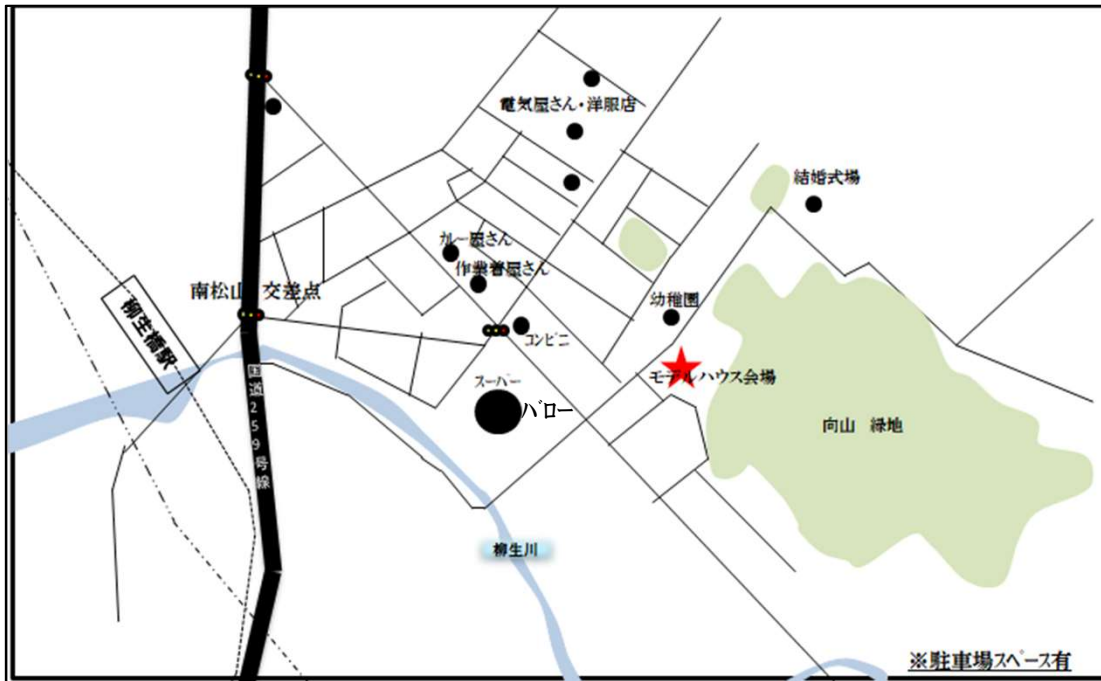 電気屋さん・洋服店
結婚式場
カレー屋さん
作業着屋さん
南松山 交差点
幼稚園
柳生橋駅
コンビニ
国道259号線
モデルハウス会場
スーパー
バロー
向山 緑地
柳生川
※駐車場スペース有